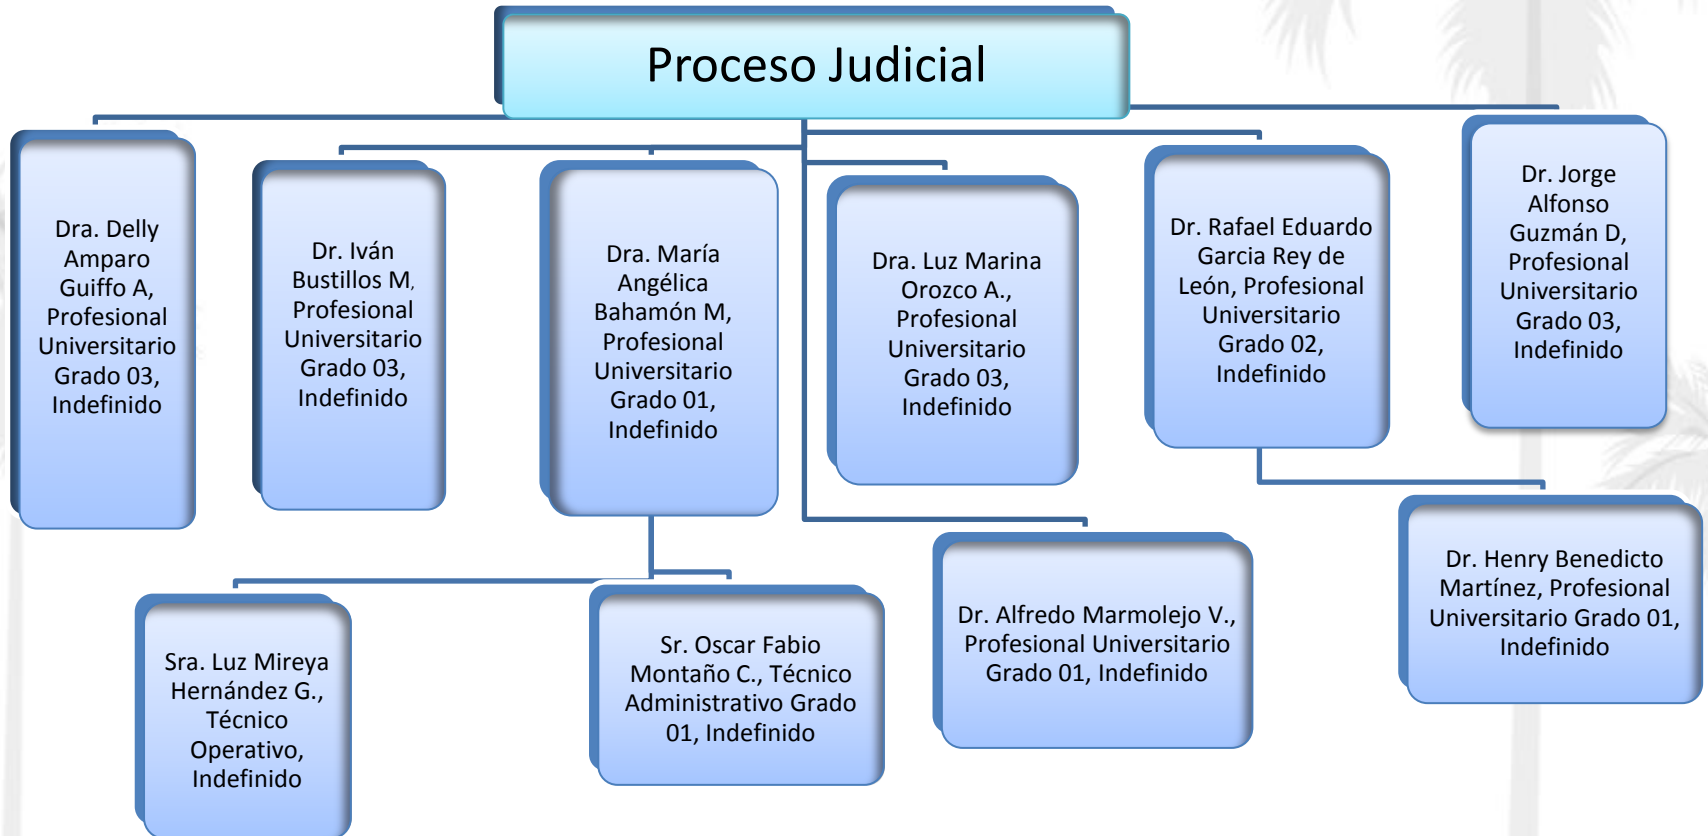 Proceso Judicial
Dra. Delly
Amparo
Guiffo A,
Profesional
Universitario
Grado 03,
Indefinido
Dr. Iván
Bustillos M,
Profesional
Universitario
Grado 03,
Indefinido
Dra. María
Angélica
Bahamón M,
Profesional
Universitario
Grado 01,
Indefinido
Dra. Luz Marina
Orozco A.,
Profesional
Universitario
Grado 03,
Indefinido
Dr. Rafael Eduardo
Garcia Rey de
León, Profesional
Universitario
Grado 02,
Indefinido
Dr. Jorge
Alfonso
Guzmán D,
Profesional
Universitario
Grado 03,
Indefinido
Sra. Luz Mireya
Hernández G.,
Técnico
Operativo,
Indefinido
Sr. Oscar Fabio
Montaño C., Técnico
Administrativo Grado
01, Indefinido
Dr. Alfredo Marmolejo V.,
Profesional Universitario
Grado 01, Indefinido
Dr. Henry Benedicto
Martínez, Profesional
Universitario Grado 01,
Indefinido